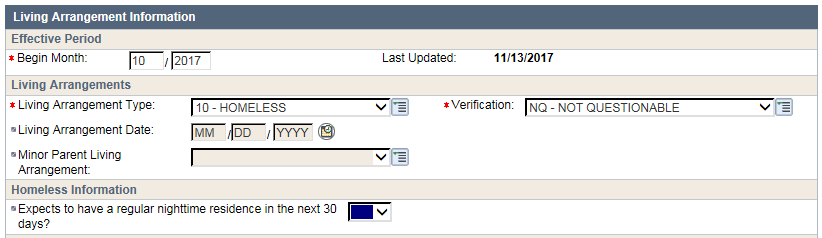 Living Arrangement Information
Effective Period
* Begin Month: 10 / 2017 Last Updated: 11/13/2017
Living Arrangements
* Living Arrangement Type: 10 - HOMELESS * Verification: NQ - NOT QUESTIONABLE
Living Arrangement Date: MM / DD / YYYY
Minor Parent Living
Arrangement:
Homeless Information
Expects to have a regular nighttime residence in the next 30
days?